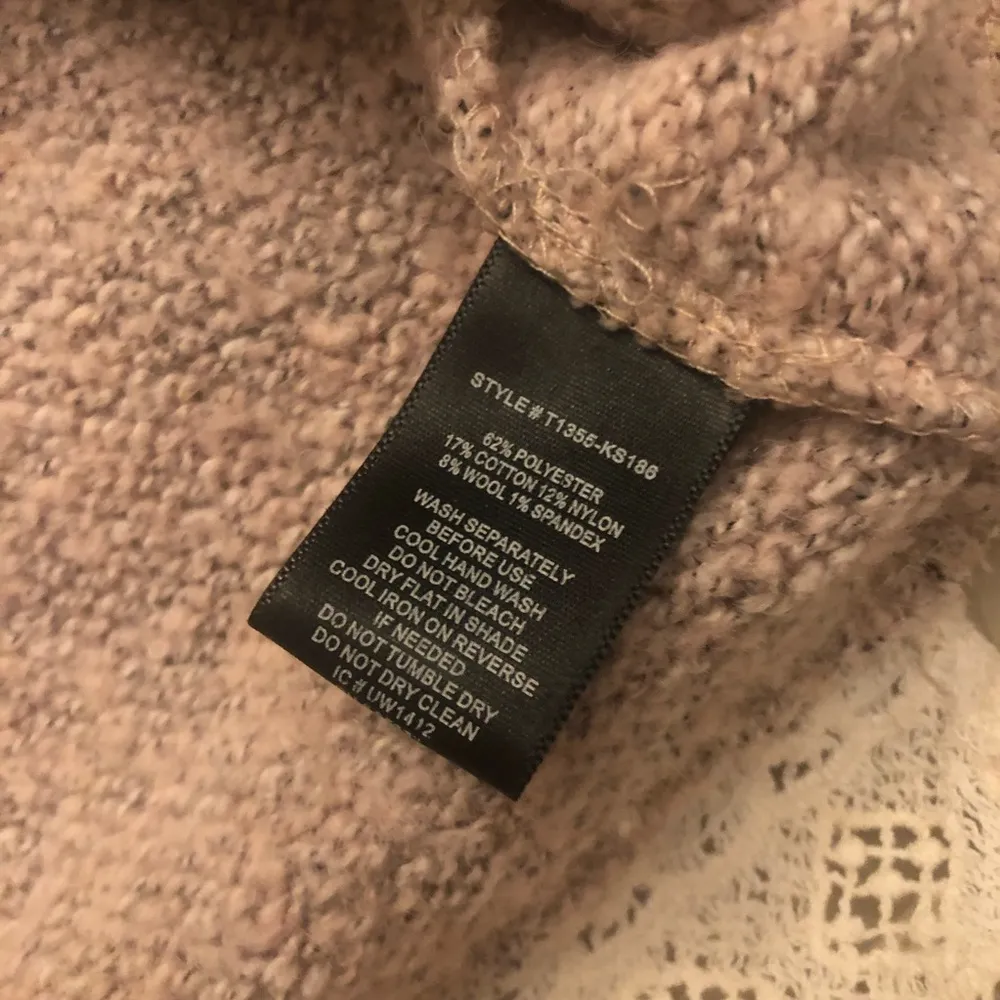 STYLE # T1355-KS186
62% POLYESTER
17% COTTON 12% NYLON
8% WOOL 1% SPANDEX
WASH SEPARATELY
BEFORE USE
COOL HAND WASH
DO NOT BLEACH
DRY FLAT IN SHADE
COOL IRON ON REVERSE
IF NEEDED
DO NOT TUMBLE DRY
DO NOT DRY CLEAN
IC # UW1412